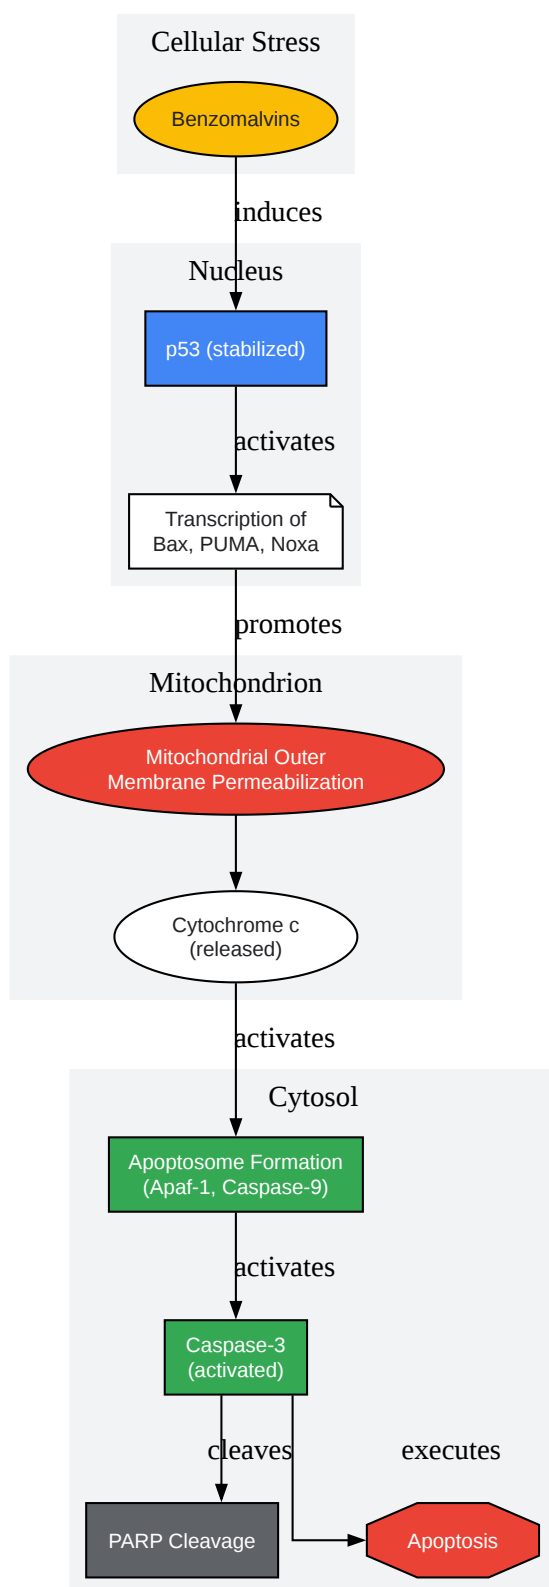 Cellular Stress
Benzomalvins
induces
Nucleus
p53 (stabilized)
activates
Transcription of
Bax, PUMA, Noxa
promotes
Mitochondrion
Mitochondrial Outer
Membrane Permeabilization
Cytochrome c
(released)
activates
Cytosol
Apoptosome Formation
(Apaf-1, Caspase-9)
activates
Caspase-3
(activated)
cleaves
executes
PARP Cleavage
Apoptosis